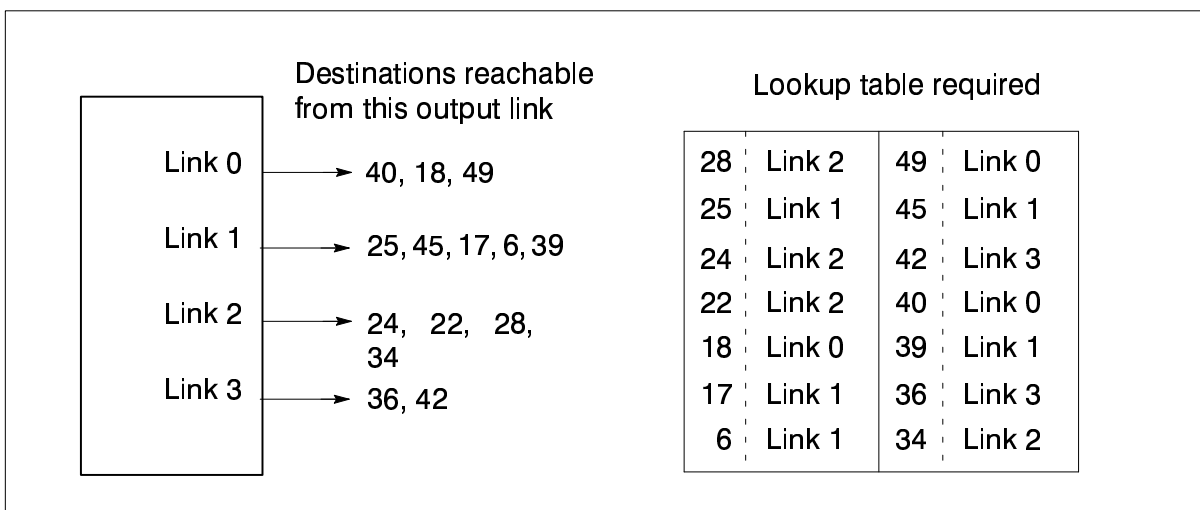 Destinations reachable
from this output link
Link 0
40, 18, 49
Link 1
25, 45, 17, 6, 39
Link 2
24, 22, 28,
34
Link 3
36, 42
Lookup table required
28 Link 2 49 Link 0
25 Link 1 45 Link 1
24 Link 2 42 Link 3
22 Link 2 40 Link 0
18 Link 0 39 Link 1
17 Link 1 36 Link 3
6 Link 1 34 Link 2